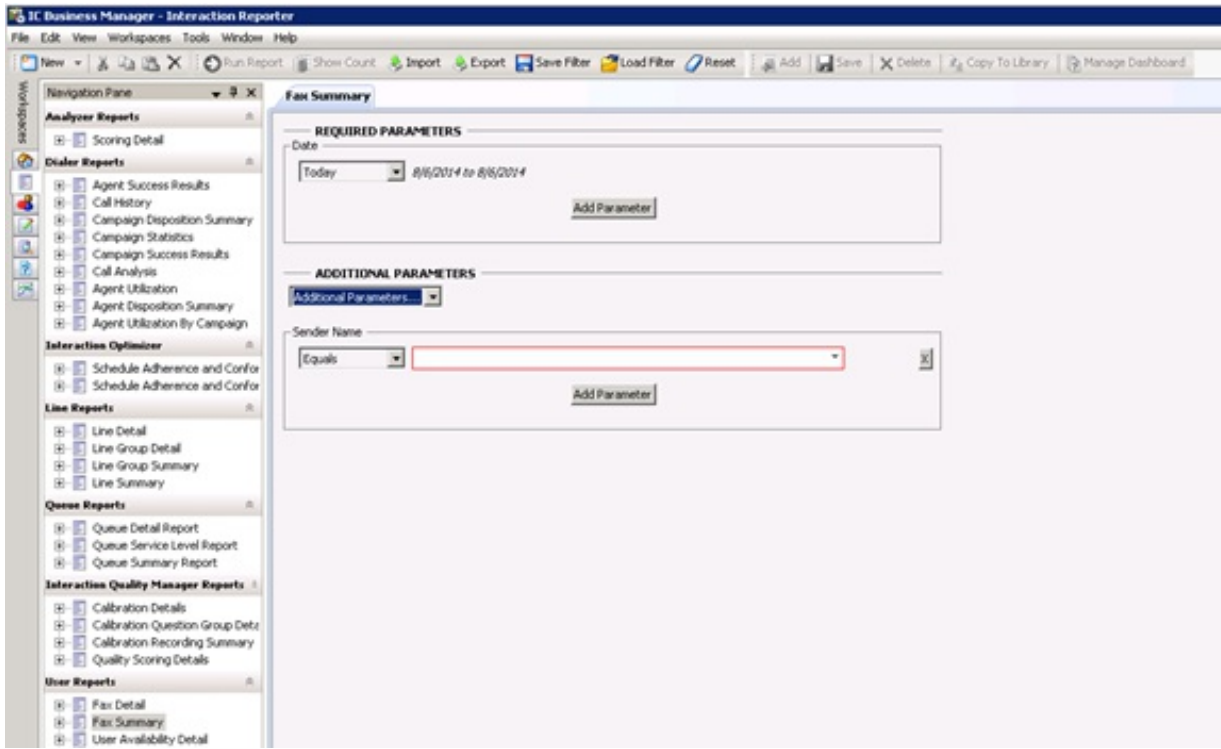 IC Business Manager - Interaction Reporter
File Edit View Workspaces Tools Window Help
New Run Report Show Count Import Export Save Filter Load Filter Reset Add Save Delete Copy To Library Manage Dashboard
Workspaces
Navigation Pane
Analyzer Reports
Scoring Detail
Dialer Reports
Agent Success Results
Call History
Campaign Disposition Summary
Campaign Statistics
Campaign Success Results
Call Analysis
Agent Utilization
Agent Disposition Summary
Agent Utilization By Campaign
Interaction Optimizer
Schedule Adherence and Confor
Schedule Adherence and Confor
Line Reports
Line Detail
Line Group Detail
Line Group Summary
Line Summary
Queue Reports
Queue Detail Report
Queue Service Level Report
Queue Summary Report
Interaction Quality Manager Reports
Calibration Details
Calibration Question Group Deta
Calibration Recording Summary
Quality Scoring Details
User Reports
Fax Detail
Fax Summary
User Availability Detail
Fax Summary
REQUIRED PARAMETERS
Date
Today 8/6/2014 to 8/6/2014
Add Parameter
ADDITIONAL PARAMETERS
Additional Parameters...
Sender Name
Equals X
Add Parameter